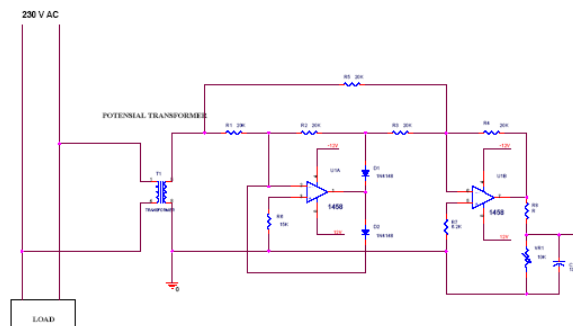 230 V AC
R5 20K
POTENSIAL TRANSFORMER
R1 20K
R2 20K
R3 20K
R4 20K
-12V
-12V
T1
U1A
D1
1N4148
U1B
TRANSFORMER
1458
1458
R6
15K
D2
1N4148
R7
8.2K
12V
12V
VR1
10K
0
LOAD